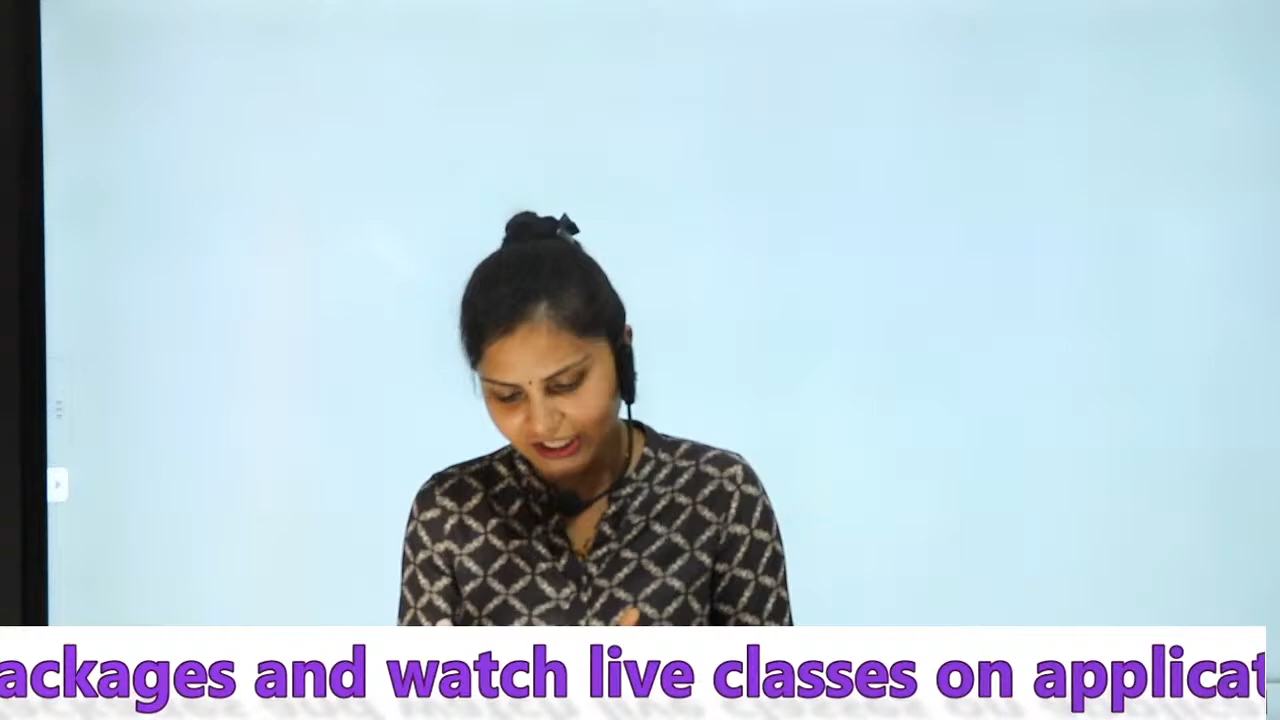 ackages and watch live classes on applicat